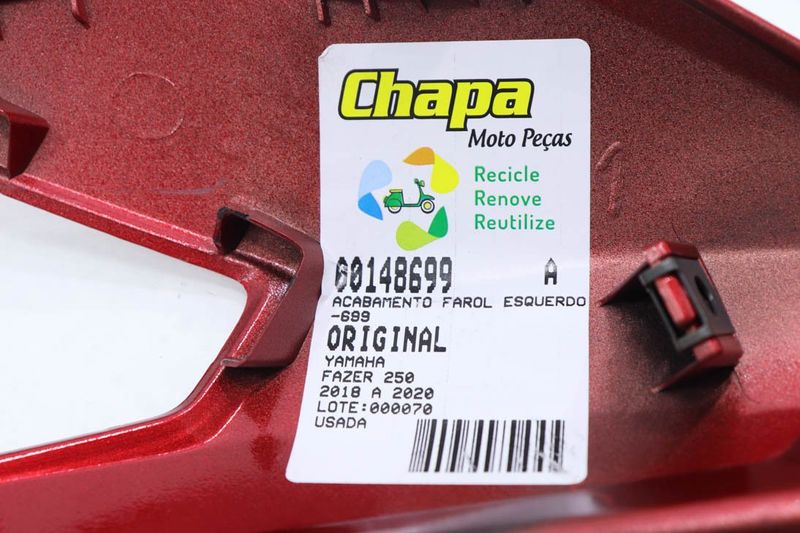 Chapa
Moto Peças
Recicle
Renove
Reutilize
60148699 A
ACABAMENTO FAROL ESQUERDO
-699
ORIGINAL
YAMAHA
FAZER 250
2018 A 2020
LOTE:000070
USADA